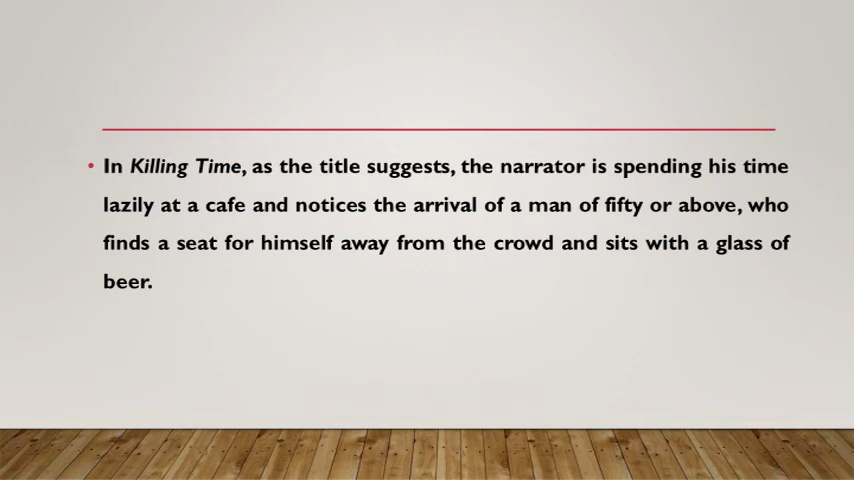 • In Killing Time, as the title suggests, the narrator is spending his time
lazily at a cafe and notices the arrival of a man of fifty or above, who
finds a seat for himself away from the crowd and sits with a glass of
beer.